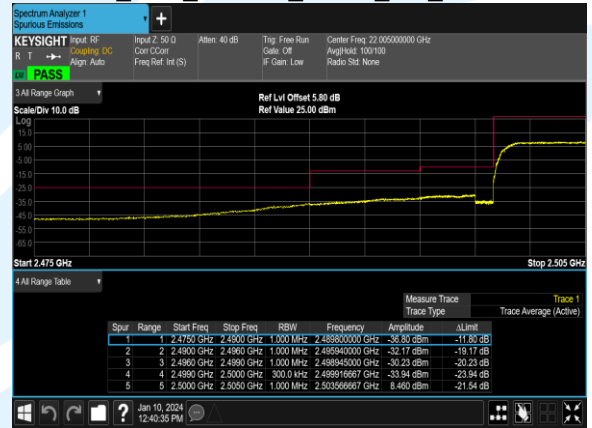 Spectrum Analyzer 1
Spurious Emissions
KEYSIGHT Input: RF Input Z: 50 Ω Atten: 40 dB Trig: Free Run Center Freq: 22.005000000 GHz
R T Coupling: DC Corr CCorr Gate: Off Avg|Hold: 100/100
Align: Auto Freq Ref: Int (S) IF Gain: Low Radio Std: None
PASS
3 All Range Graph
Ref Lvl Offset 5.80 dB
Scale/Div 10.0 dB Ref Value 25.00 dBm
Log
15.0
5.00
-5.00
-15.0
-25.0
-35.0
-45.0
-55.0
-65.0
Start 2.475 GHz Stop 2.505 GHz
4 All Range Table
Measure Trace Trace 1
Trace Type Trace Average (Active)
Spur Range Start Freq Stop Freq RBW Frequency Amplitude ΔLimit
1 1 2.4750 GHz 2.4900 GHz 1.000 MHz 2.489800000 GHz -36.80 dBm -11.80 dB
2 2 2.4900 GHz 2.4960 GHz 1.000 MHz 2.495940000 GHz -32.17 dBm -19.17 dB
3 3 2.4960 GHz 2.4990 GHz 1.000 MHz 2.498945000 GHz -30.23 dBm -20.23 dB
4 4 2.4990 GHz 2.5000 GHz 300.0 kHz 2.499916667 GHz -33.94 dBm -23.94 dB
5 5 2.5000 GHz 2.5050 GHz 1.000 MHz 2.503566667 GHz 8.460 dBm -21.54 dB
? Jan 10, 2024
12:40:35 PM